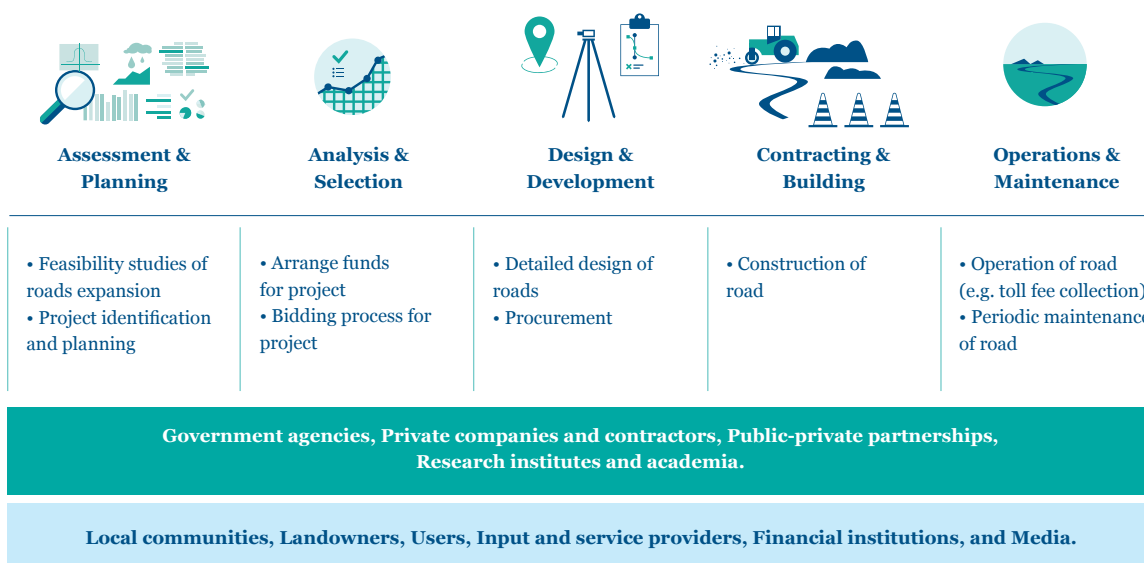 Assessment &
Planning
Analysis &
Selection
Design &
Development
Contracting &
Building
Operations &
Maintenance
• Feasibility studies of
roads expansion
• Project identification
and planning
• Arrange funds
for project
• Bidding process for
project
• Detailed design of
roads
• Procurement
• Construction of
road
• Operation of road
(e.g. toll fee collection)
• Periodic maintenance
of road
Government agencies, Private companies and contractors, Public-private partnerships,
Research institutes and academia.
Local communities, Landowners, Users, Input and service providers, Financial institutions, and Media.